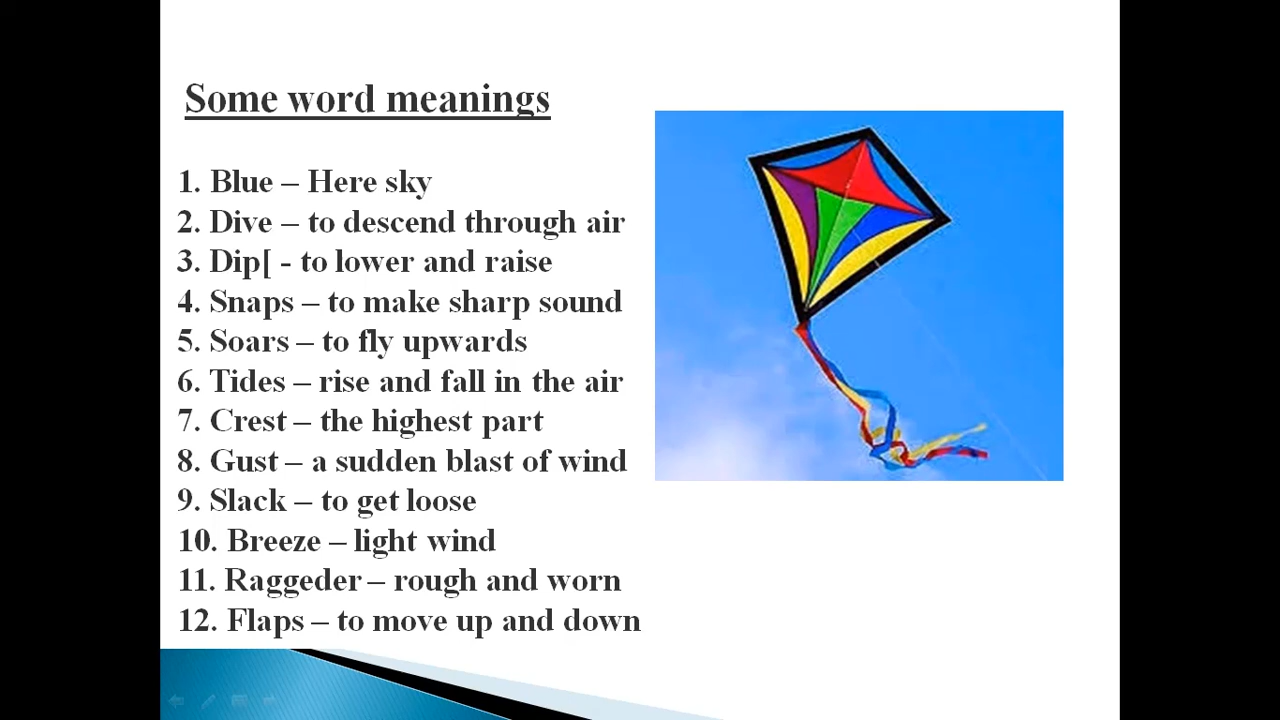 Some word meanings
1. Blue – Here sky
2. Dive – to descend through air
3. Dip[ - to lower and raise
4. Snaps – to make sharp sound
5. Soars – to fly upwards
6. Tides – rise and fall in the air
7. Crest – the highest part
8. Gust – a sudden blast of wind
9. Slack – to get loose
10. Breeze – light wind
11. Raggeder – rough and worn
12. Flaps – to move up and down